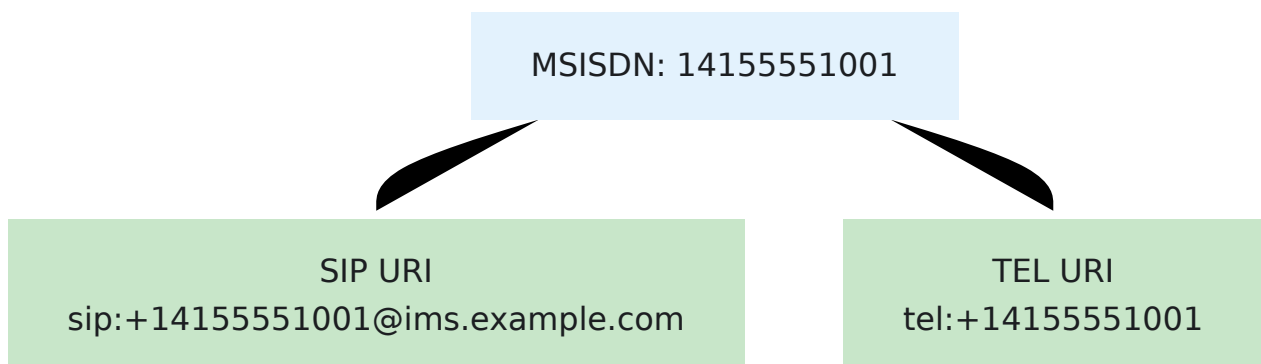 MSISDN: 14155551001
SIP URI
sip:+14155551001@ims.example.com
TEL URI
tel:+14155551001